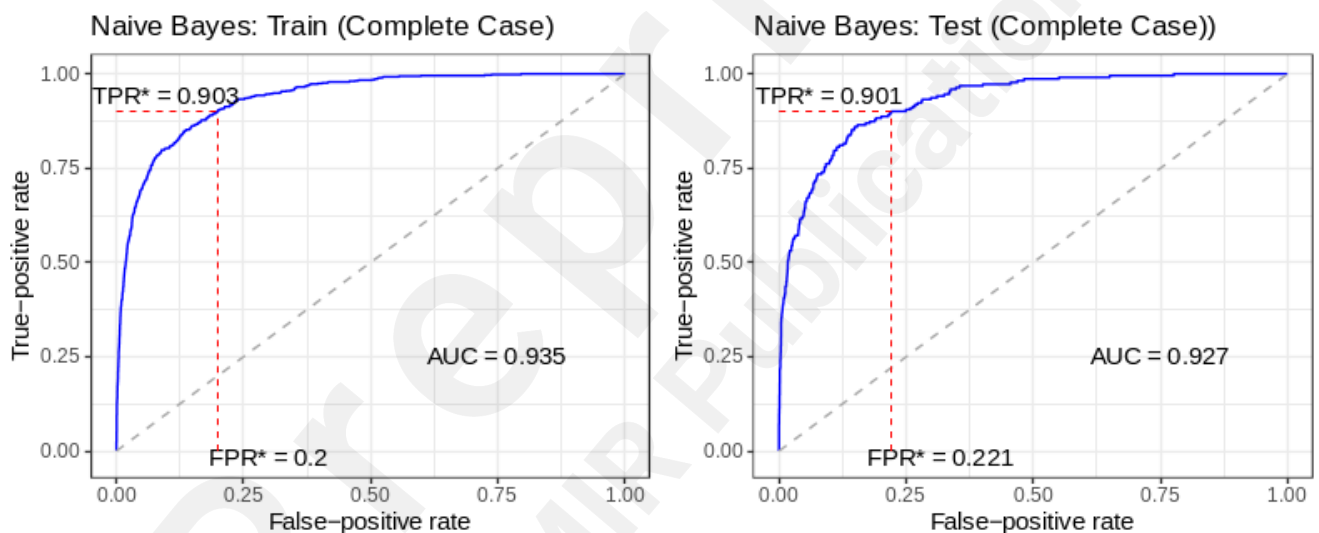 Naive Bayes: Train (Complete Case)
1.00
TPR* = 0.903
0.75
0.50
0.25
0.00
AUC = 0.935
FPR* = 0.2
0.00 0.25 0.50 0.75 1.00
False−positive rate
True−positive rate
Naive Bayes: Test (Complete Case))
1.00
TPR* = 0.901
0.75
0.50
0.25
0.00
AUC = 0.927
FPR* = 0.221
0.00 0.25 0.50 0.75 1.00
False−positive rate
True−positive rate
Prepri
MIR Publication